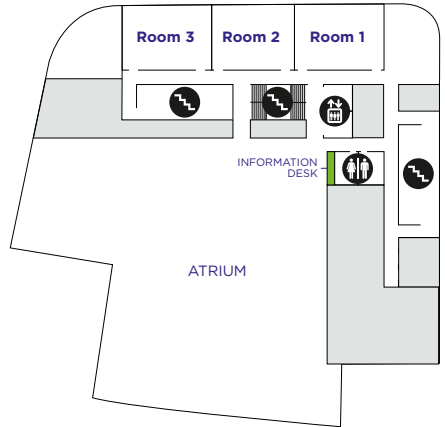 Room 3
Room 2
Room 1
INFORMATION
DESK
ATRIUM